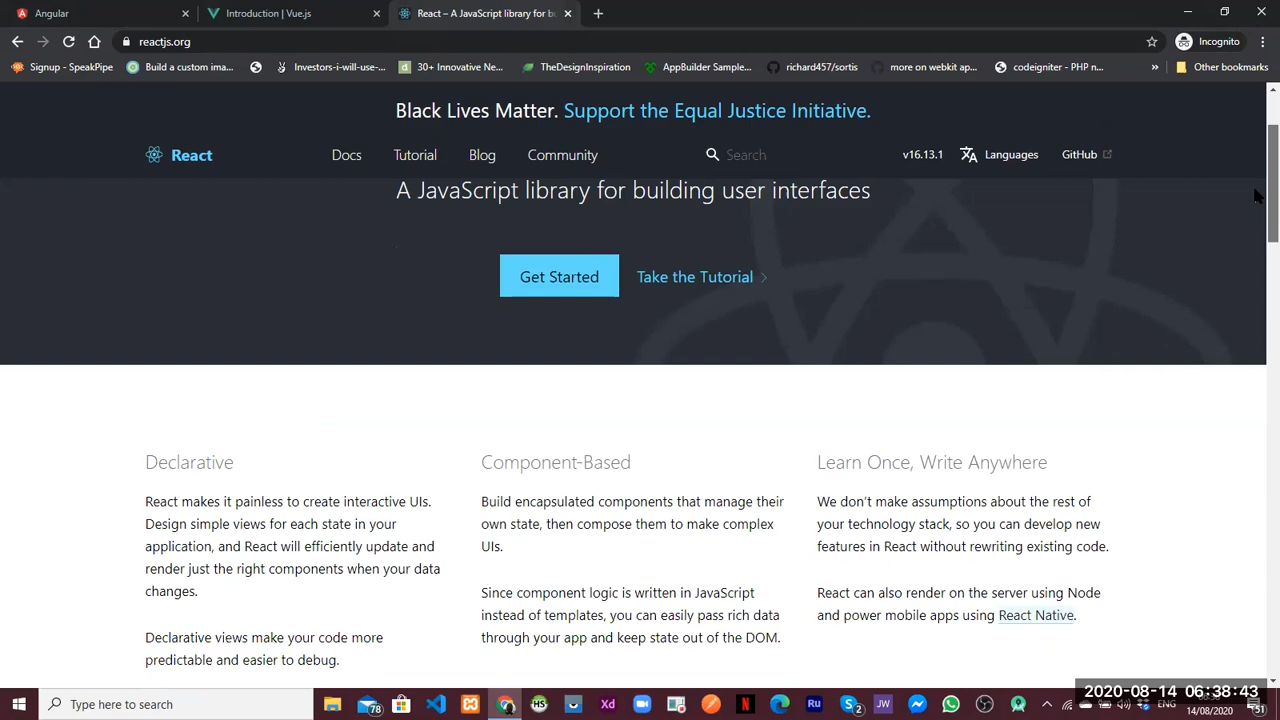 Angular
Introduction | Vue.js
React – A JavaScript library for bu
reactjs.org
Incognito
Signup - SpeakPipe
Build a custom ima...
Investors-i-will-use-...
30+ Innovative Ne...
TheDesignInspiration
AppBuilder Sample...
richard457/sortis
more on webkit ap...
codeigniter - PHP n...
»
Other bookmarks
Black Lives Matter. Support the Equal Justice Initiative.
React
Docs
Tutorial
Blog
Community
Search
v16.13.1
Languages
GitHub
A JavaScript library for building user interfaces
Get Started
Take the Tutorial
Declarative
React makes it painless to create interactive UIs.
Design simple views for each state in your
application, and React will efficiently update and
render just the right components when your data
changes.
Declarative views make your code more
predictable and easier to debug.
Component-Based
Build encapsulated components that manage their
own state, then compose them to make complex
UIs.
Since component logic is written in JavaScript
instead of templates, you can easily pass rich data
through your app and keep state out of the DOM.
Learn Once, Write Anywhere
We don’t make assumptions about the rest of
your technology stack, so you can develop new
features in React without rewriting existing code.
React can also render on the server using Node
and power mobile apps using React Native.
Type here to search
78
HS
Xd
N
Ru
2
JW
ENG
2020-08-14 06:38:43
14/08/2020
51